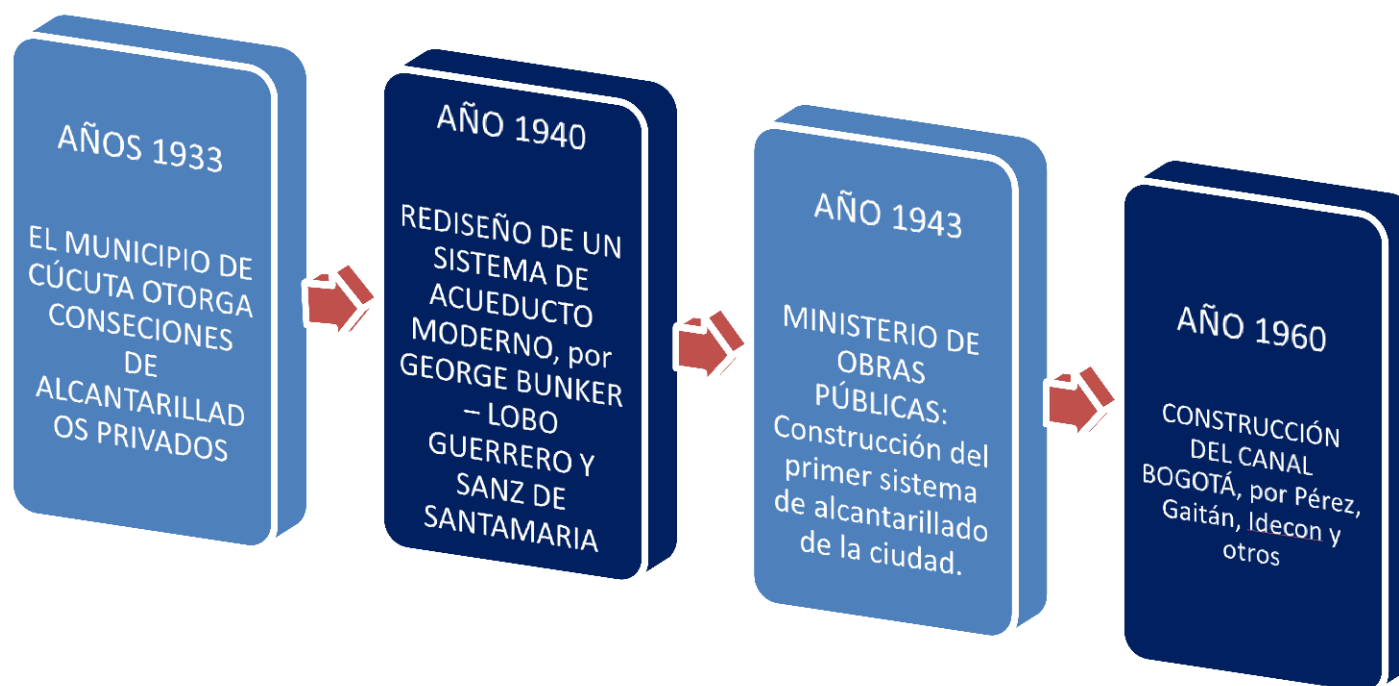 AÑOS 1933
EL MUNICIPIO DE
CÚCUTA OTORGA
CONSECIONES
DE
ALCANTARILLAD
OS PRIVADOS
AÑO 1940
REDISEÑO DE UN
SISTEMA DE
ACUEDUCTO
MODERNO, por
GEORGE BUNKER
– LOBO
GUERRERO Y
SANZ DE
SANTAMARIA
AÑO 1943
MINISTERIO DE
OBRAS
PÚBLICAS:
Construcción del
primer sistema
de alcantarillado
de la ciudad.
AÑO 1960
CONSTRUCCIÓN
DEL CANAL
BOGOTÁ, por Pérez,
Gaitán, Idecon y
otros